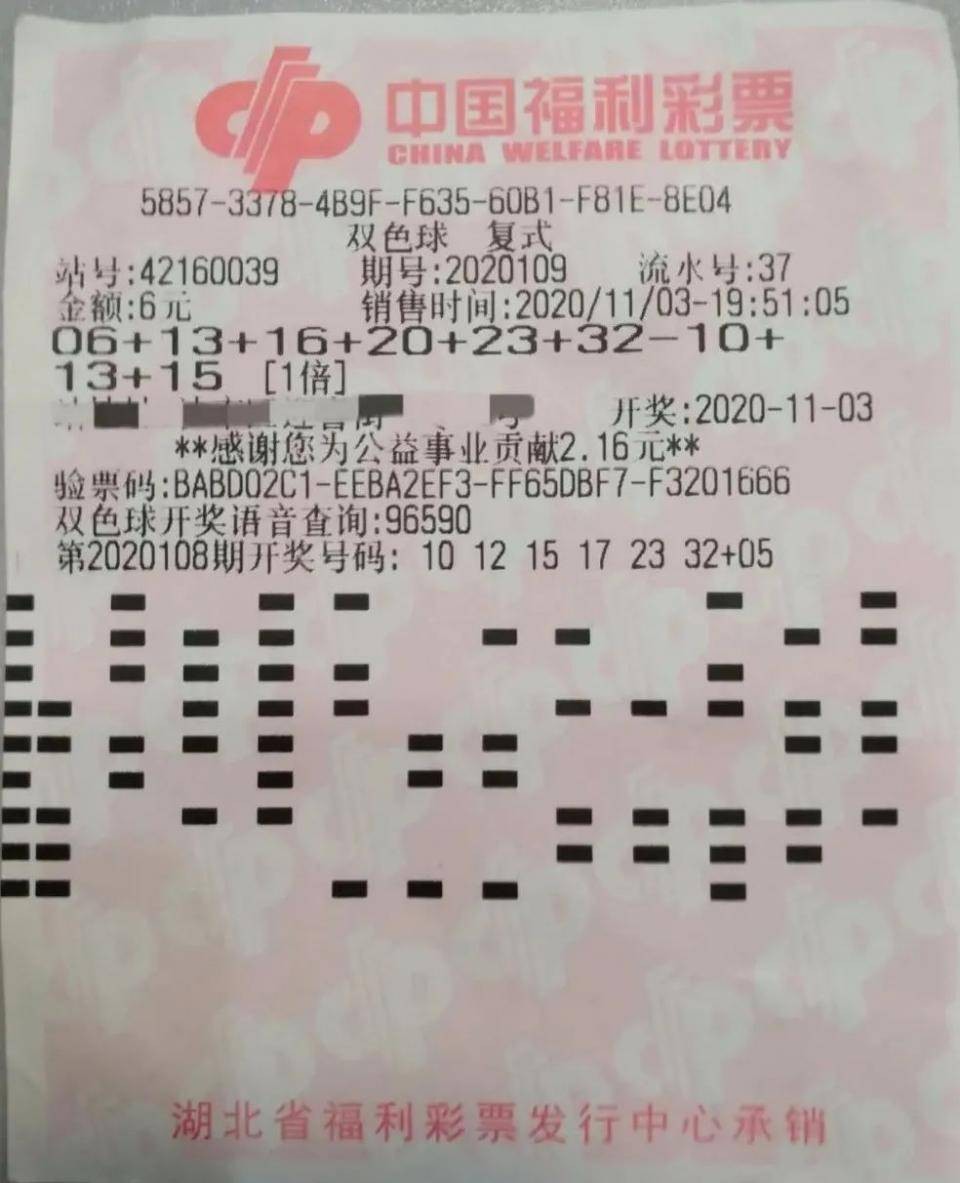 中国福利彩票
CHINA WELFARE LOTTERY
5857-3378-4B9F-F635-60B1-F81E-8E04
双色球 复式
站号:42160039 期号:2020109 流水号:37
金额:6元 销售时间:2020/11/03-19:51:05
06+13+16+20+23+32-10+
13+15 [1倍]
开奖:2020-11-03
**感谢您为公益事业贡献2.16元**
验票码:BABD02C1-EEBA2EF3-FF65DBF7-F3201666
双色球开奖语音查询:96590
第2020108期开奖号码: 10 12 15 17 23 32+05
湖北省福利彩票发行中心承销